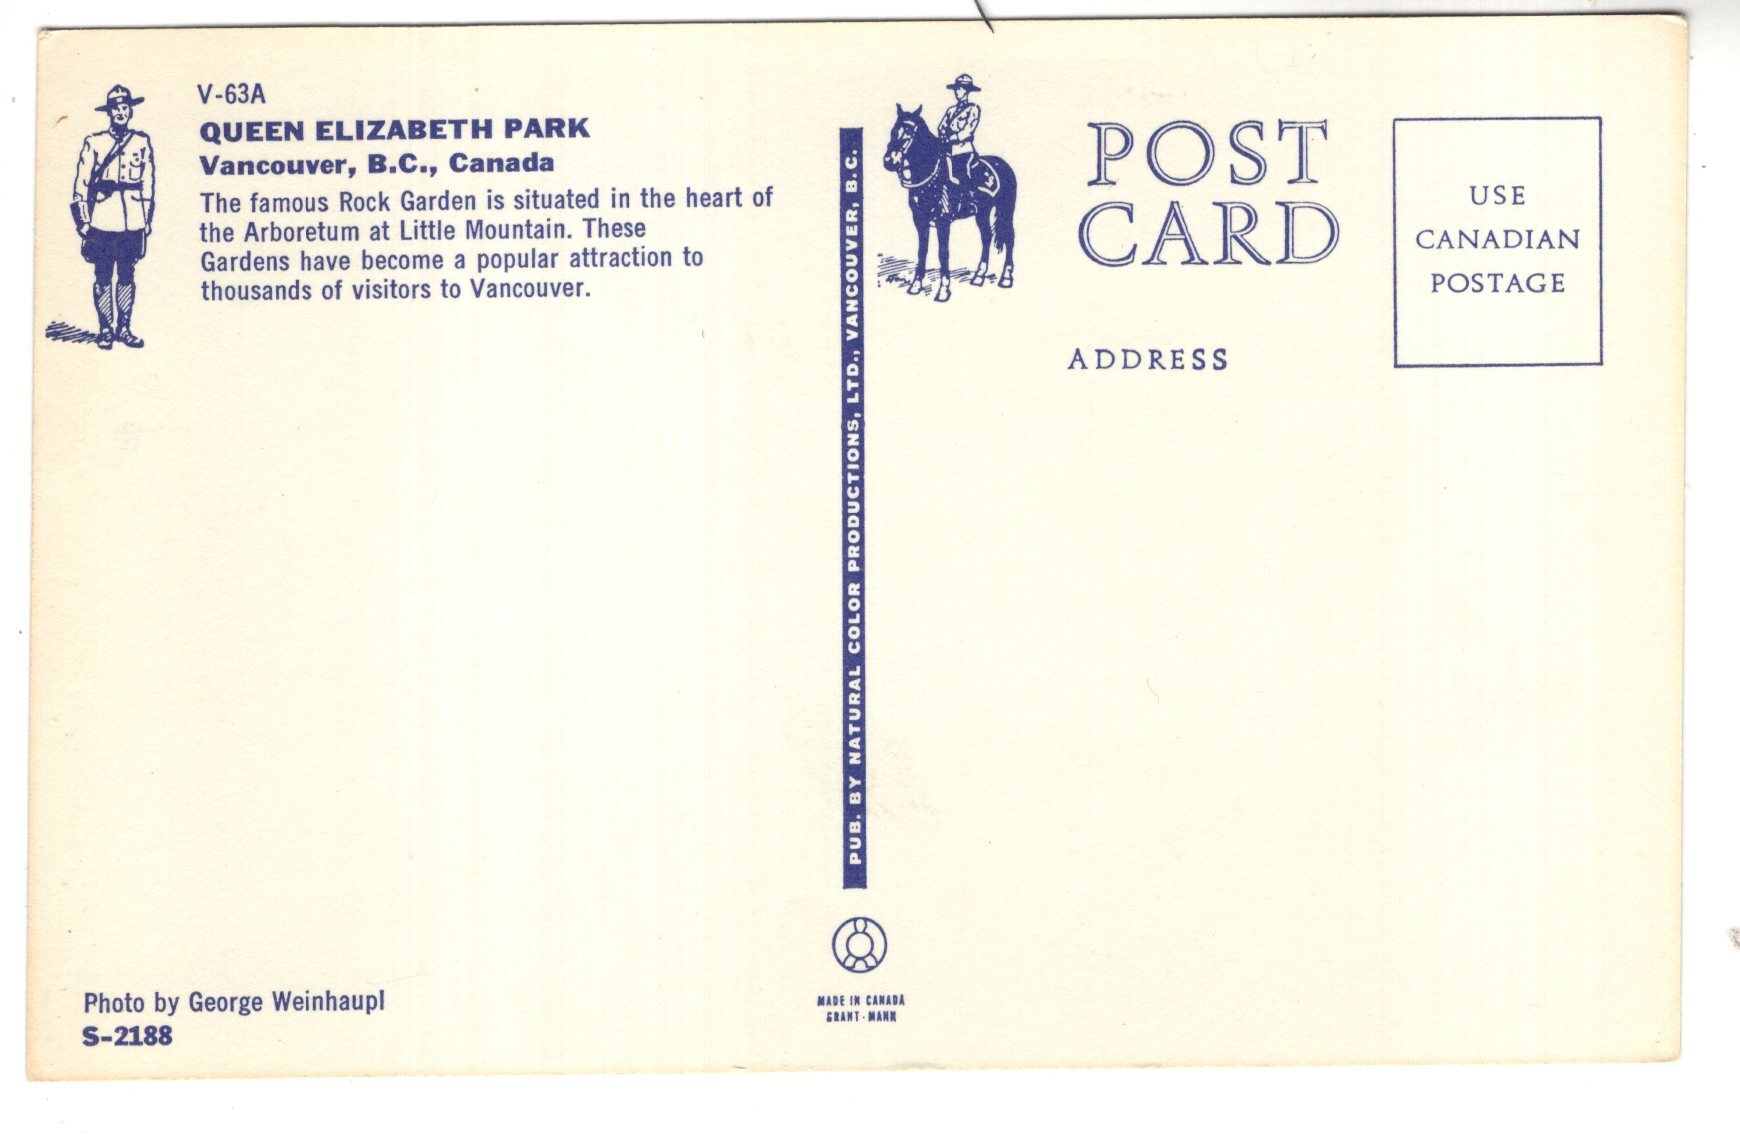 V-63A
QUEEN ELIZABETH PARK
Vancouver, B.C., Canada
The famous Rock Garden is situated in the heart of
the Arboretum at Little Mountain. These
Gardens have become a popular attraction to
thousands of visitors to Vancouver.
Photo by George Weinhaupl
S-2188
PUB. BY NATURAL COLOR PRODUCTIONS, LTD., VANCOUVER, B.C.
MADE IN CANADA
GRANT-MANN
POST
CARD
ADDRESS
USE
CANADIAN
POSTAGE